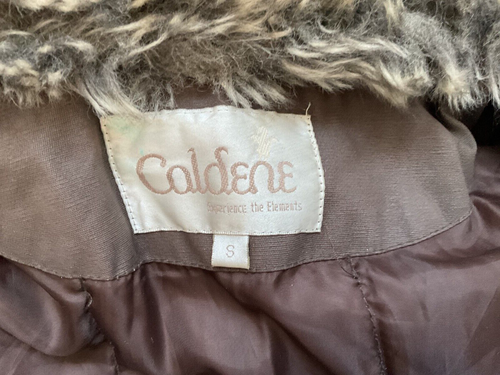 Caldene
Experience the Elements
S